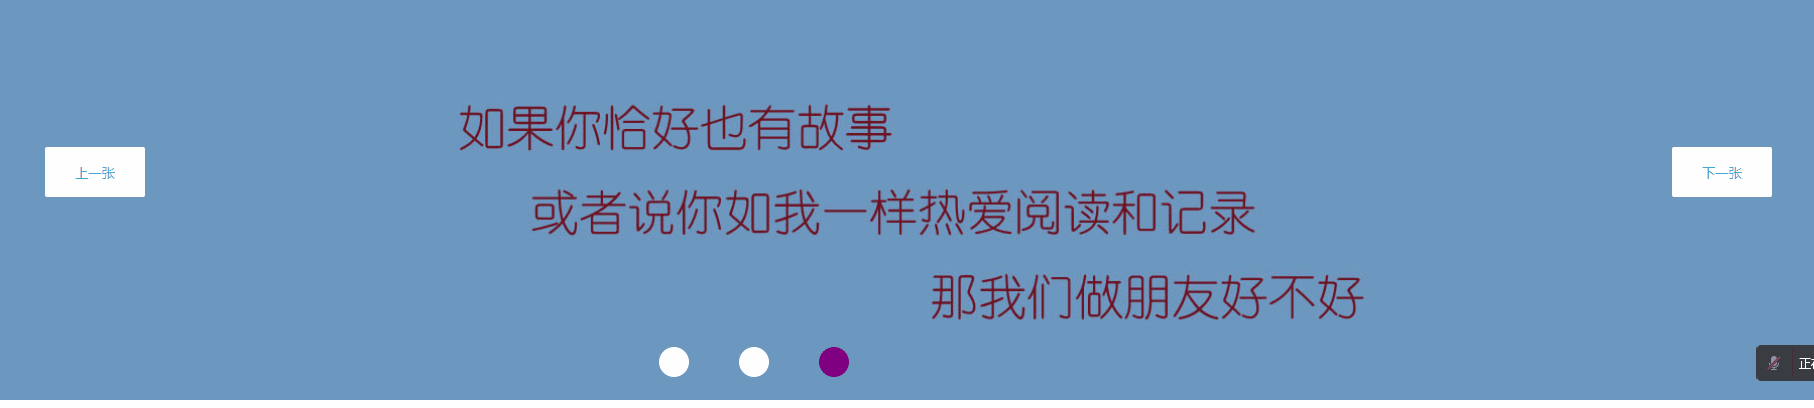 如果你恰好也有故事
上一张
下一张
或者说你如我一样热爱阅读和记录
那我们做朋友好不好
正在